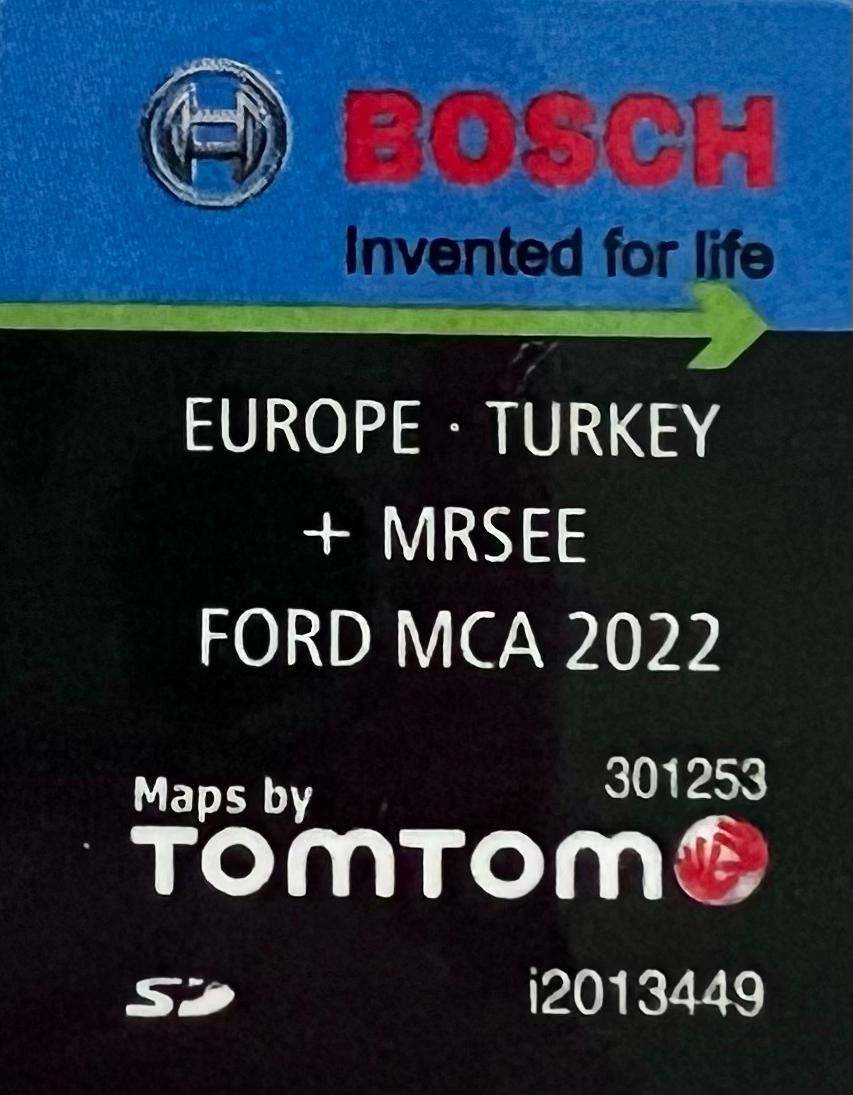 BOSCH
Invented for life
EUROPE · TURKEY
+ MRSEE
FORD MCA 2022
301253
Maps by
TOMTOM
SD
i2013449